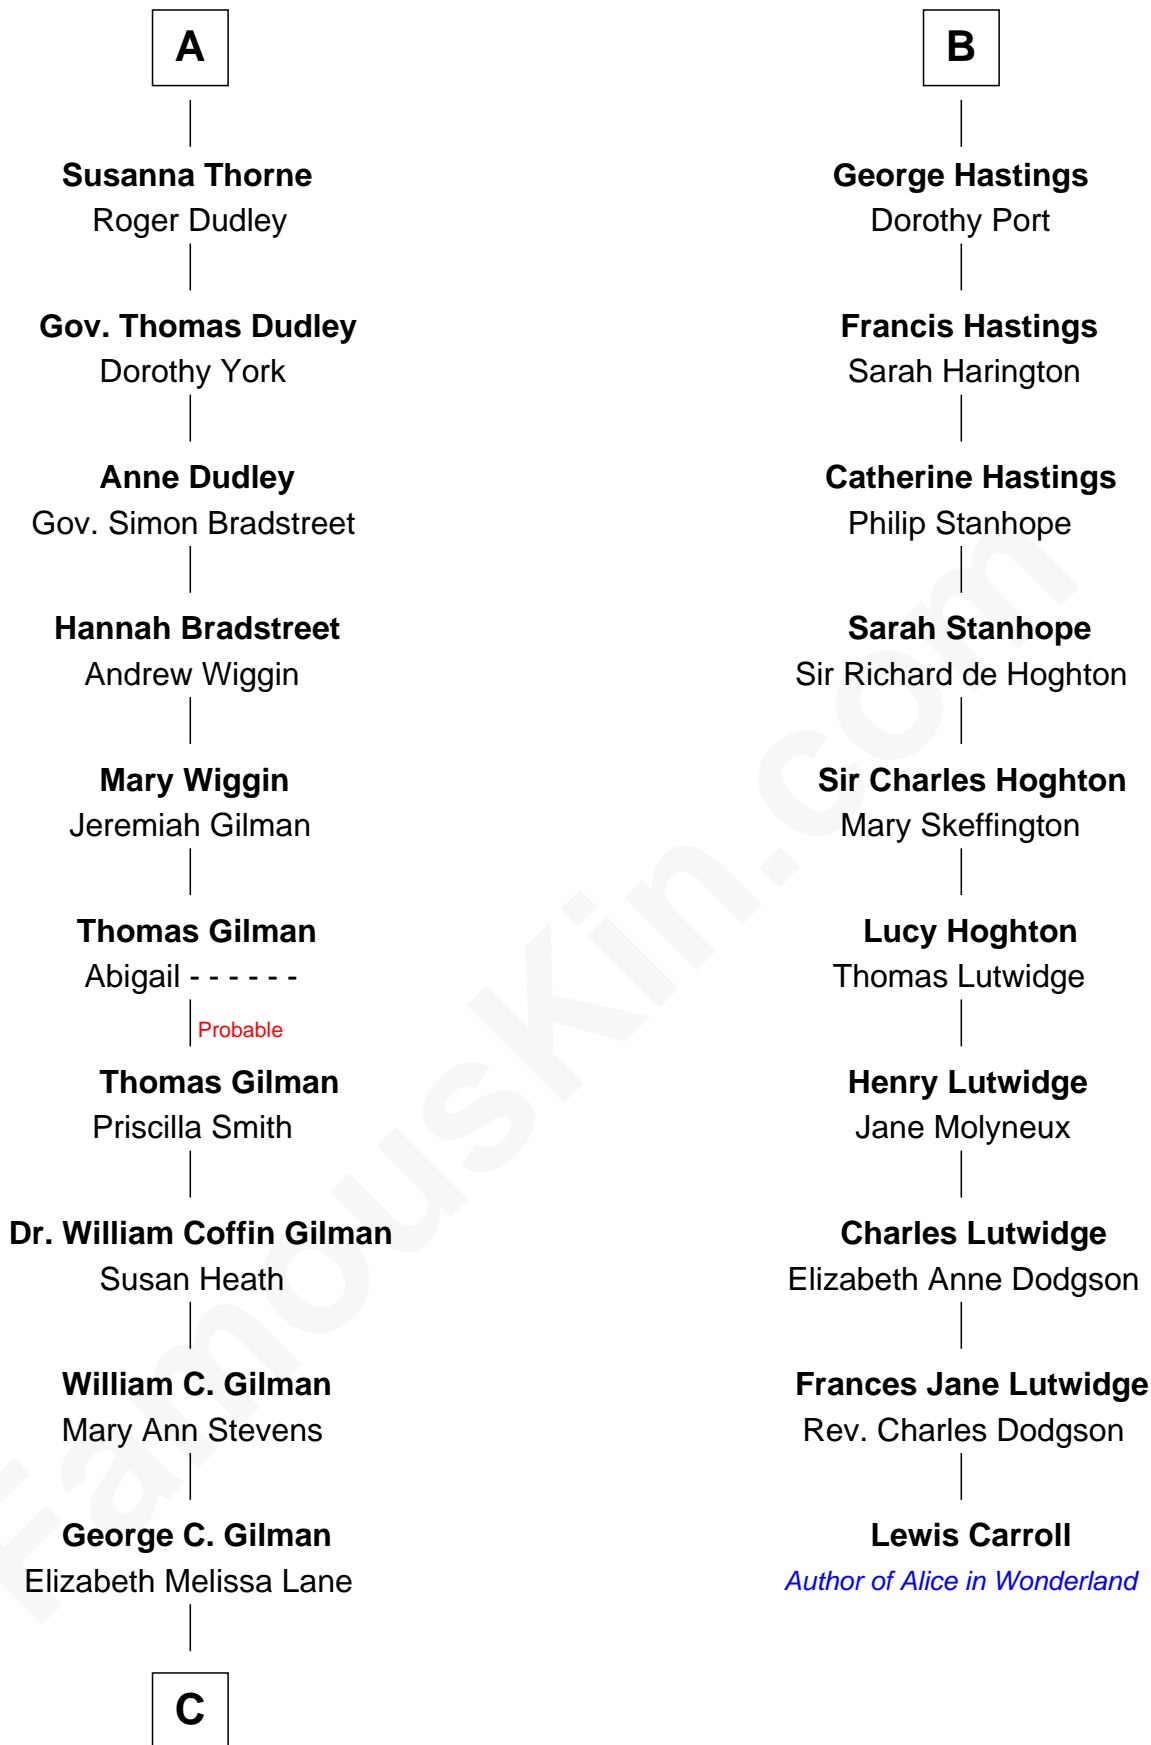 A
Susanna Thorne
Roger Dudley
Gov. Thomas Dudley
Dorothy York
Anne Dudley
Gov. Simon Bradstreet
Hannah Bradstreet
Andrew Wiggin
Mary Wiggin
Jeremiah Gilman
Thomas Gilman
Abigail - - - - - -
Probable
Thomas Gilman
Priscilla Smith
Dr. William Coffin Gilman
Susan Heath
William C. Gilman
Mary Ann Stevens
George C. Gilman
Elizabeth Melissa Lane
C
B
George Hastings
Dorothy Port
Francis Hastings
Sarah Harington
Catherine Hastings
Philip Stanhope
Sarah Stanhope
Sir Richard de Hoghton
Sir Charles Hoghton
Mary Skeffington
Lucy Hoghton
Thomas Lutwidge
Henry Lutwidge
Jane Molyneux
Charles Lutwidge
Elizabeth Anne Dodgson
Frances Jane Lutwidge
Rev. Charles Dodgson
Lewis Carroll
Author of Alice in Wonderland
FamousKin.com